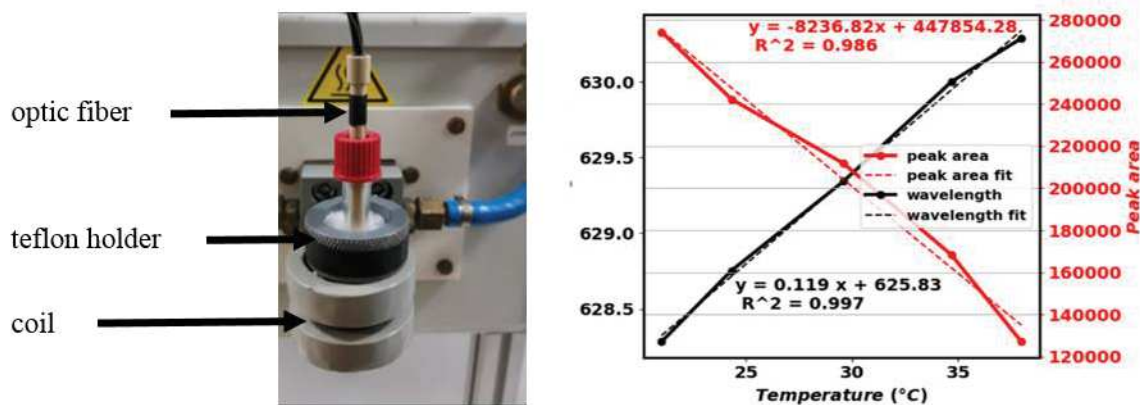 optic fiber
teflon holder
coil
y = -8236.82x + 447854.28
R^2 = 0.986
y = 0.119 x + 625.83
R^2 = 0.997
peak area
peak area fit
wavelength
wavelength fit
630.0
629.5
629.0
628.5
280000
260000
240000
220000
200000
180000
160000
140000
120000
Peak area
25
30
35
Temperature (°C)